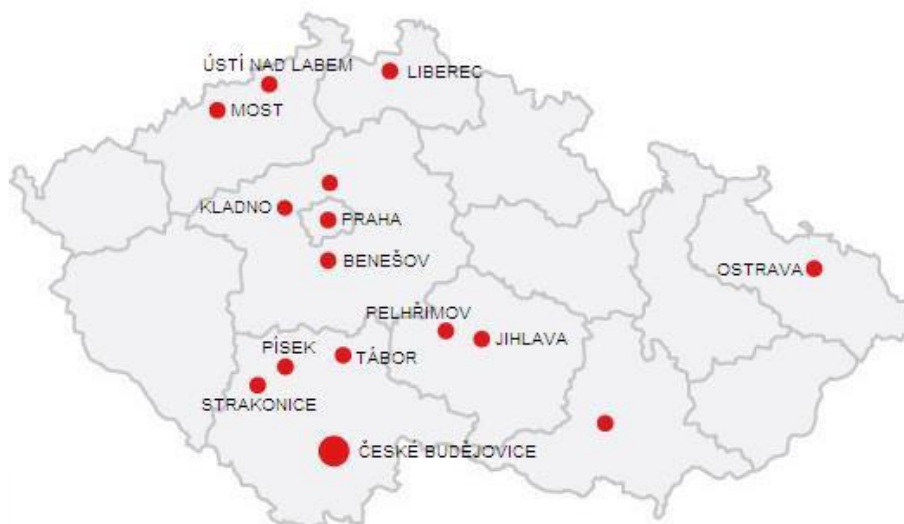 ÚSTÍ NAD LABEM
LIBEREC
MOST
KLADNO
PRAHA
BENEŠOV
OSTRAVA
PELHŘIMOV
JIHLAVA
PÍSEK
TÁBOR
STRAKONICE
ČESKÉ BUDĚJOVICE